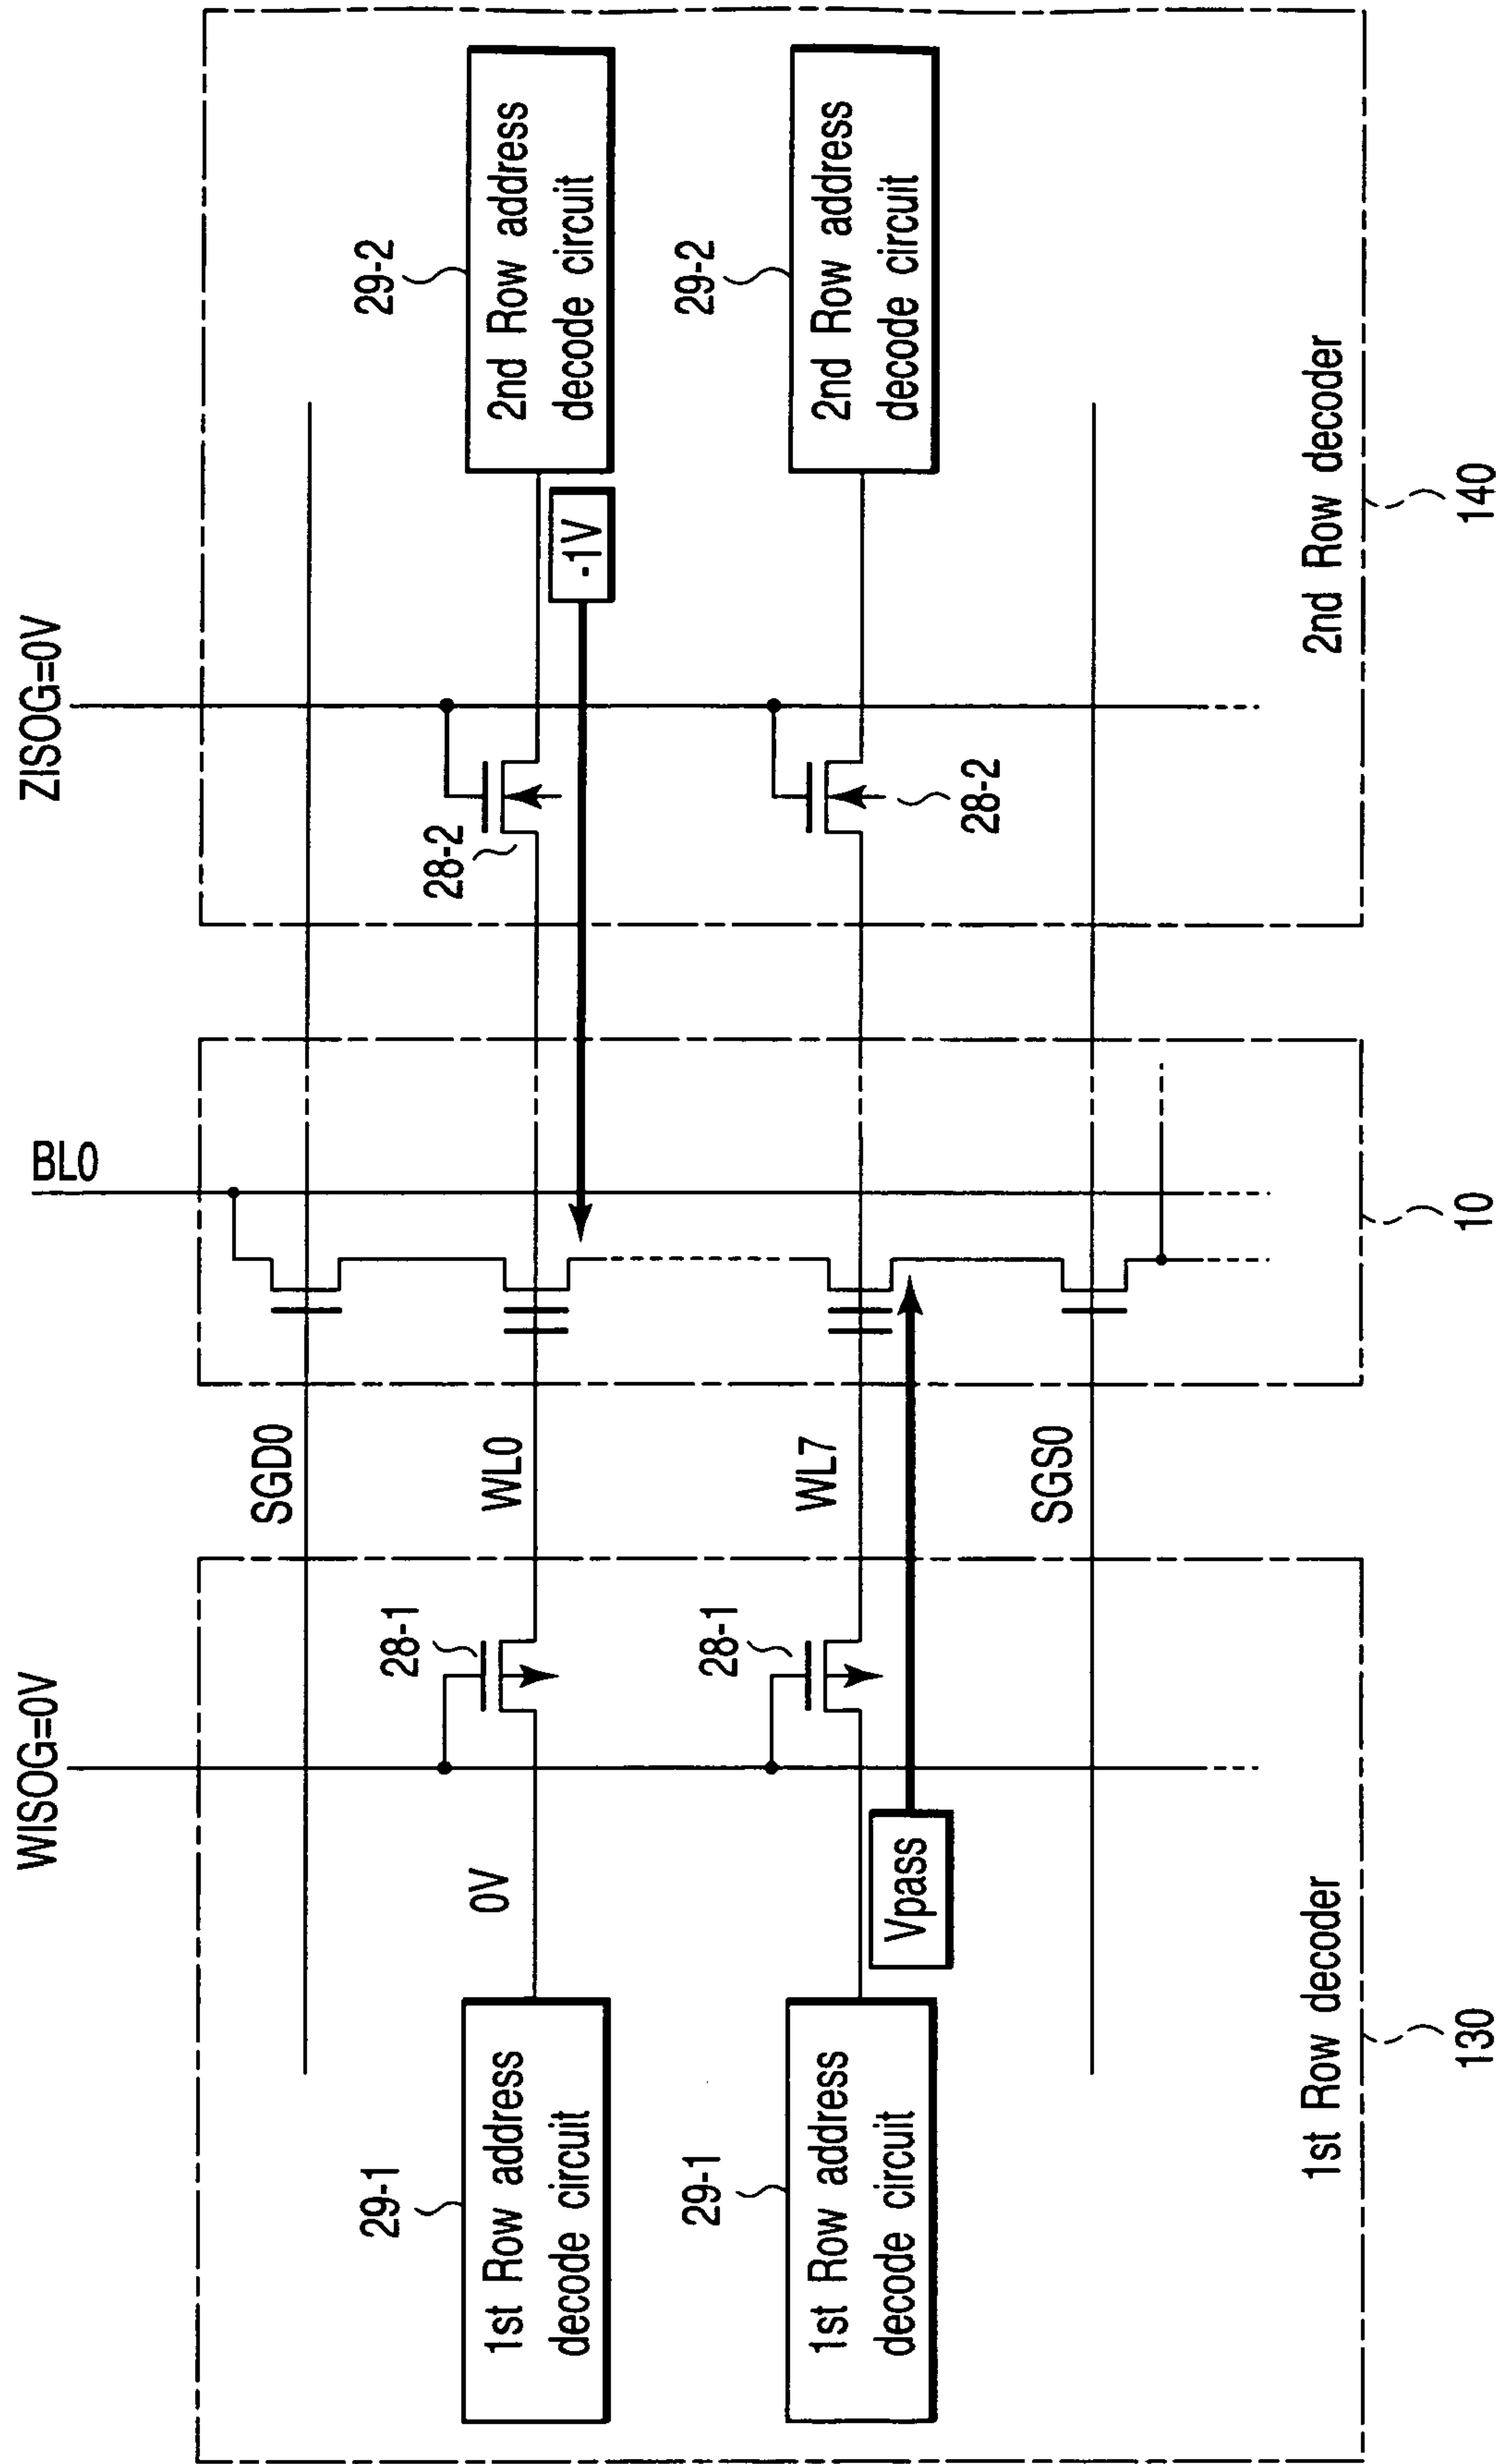 WISOG=0V
BL0
ZISOG=0V
SGD0
29-1
28-1
28-2
29-2
1st Row address
decode circuit
0V
WL0
-1V
2nd Row address
decode circuit
29-1
28-1
28-2
29-2
1st Row address
decode circuit
Vpass
WL7
2nd Row address
decode circuit
SGS0
1st Row decoder
2nd Row decoder
130
10
140